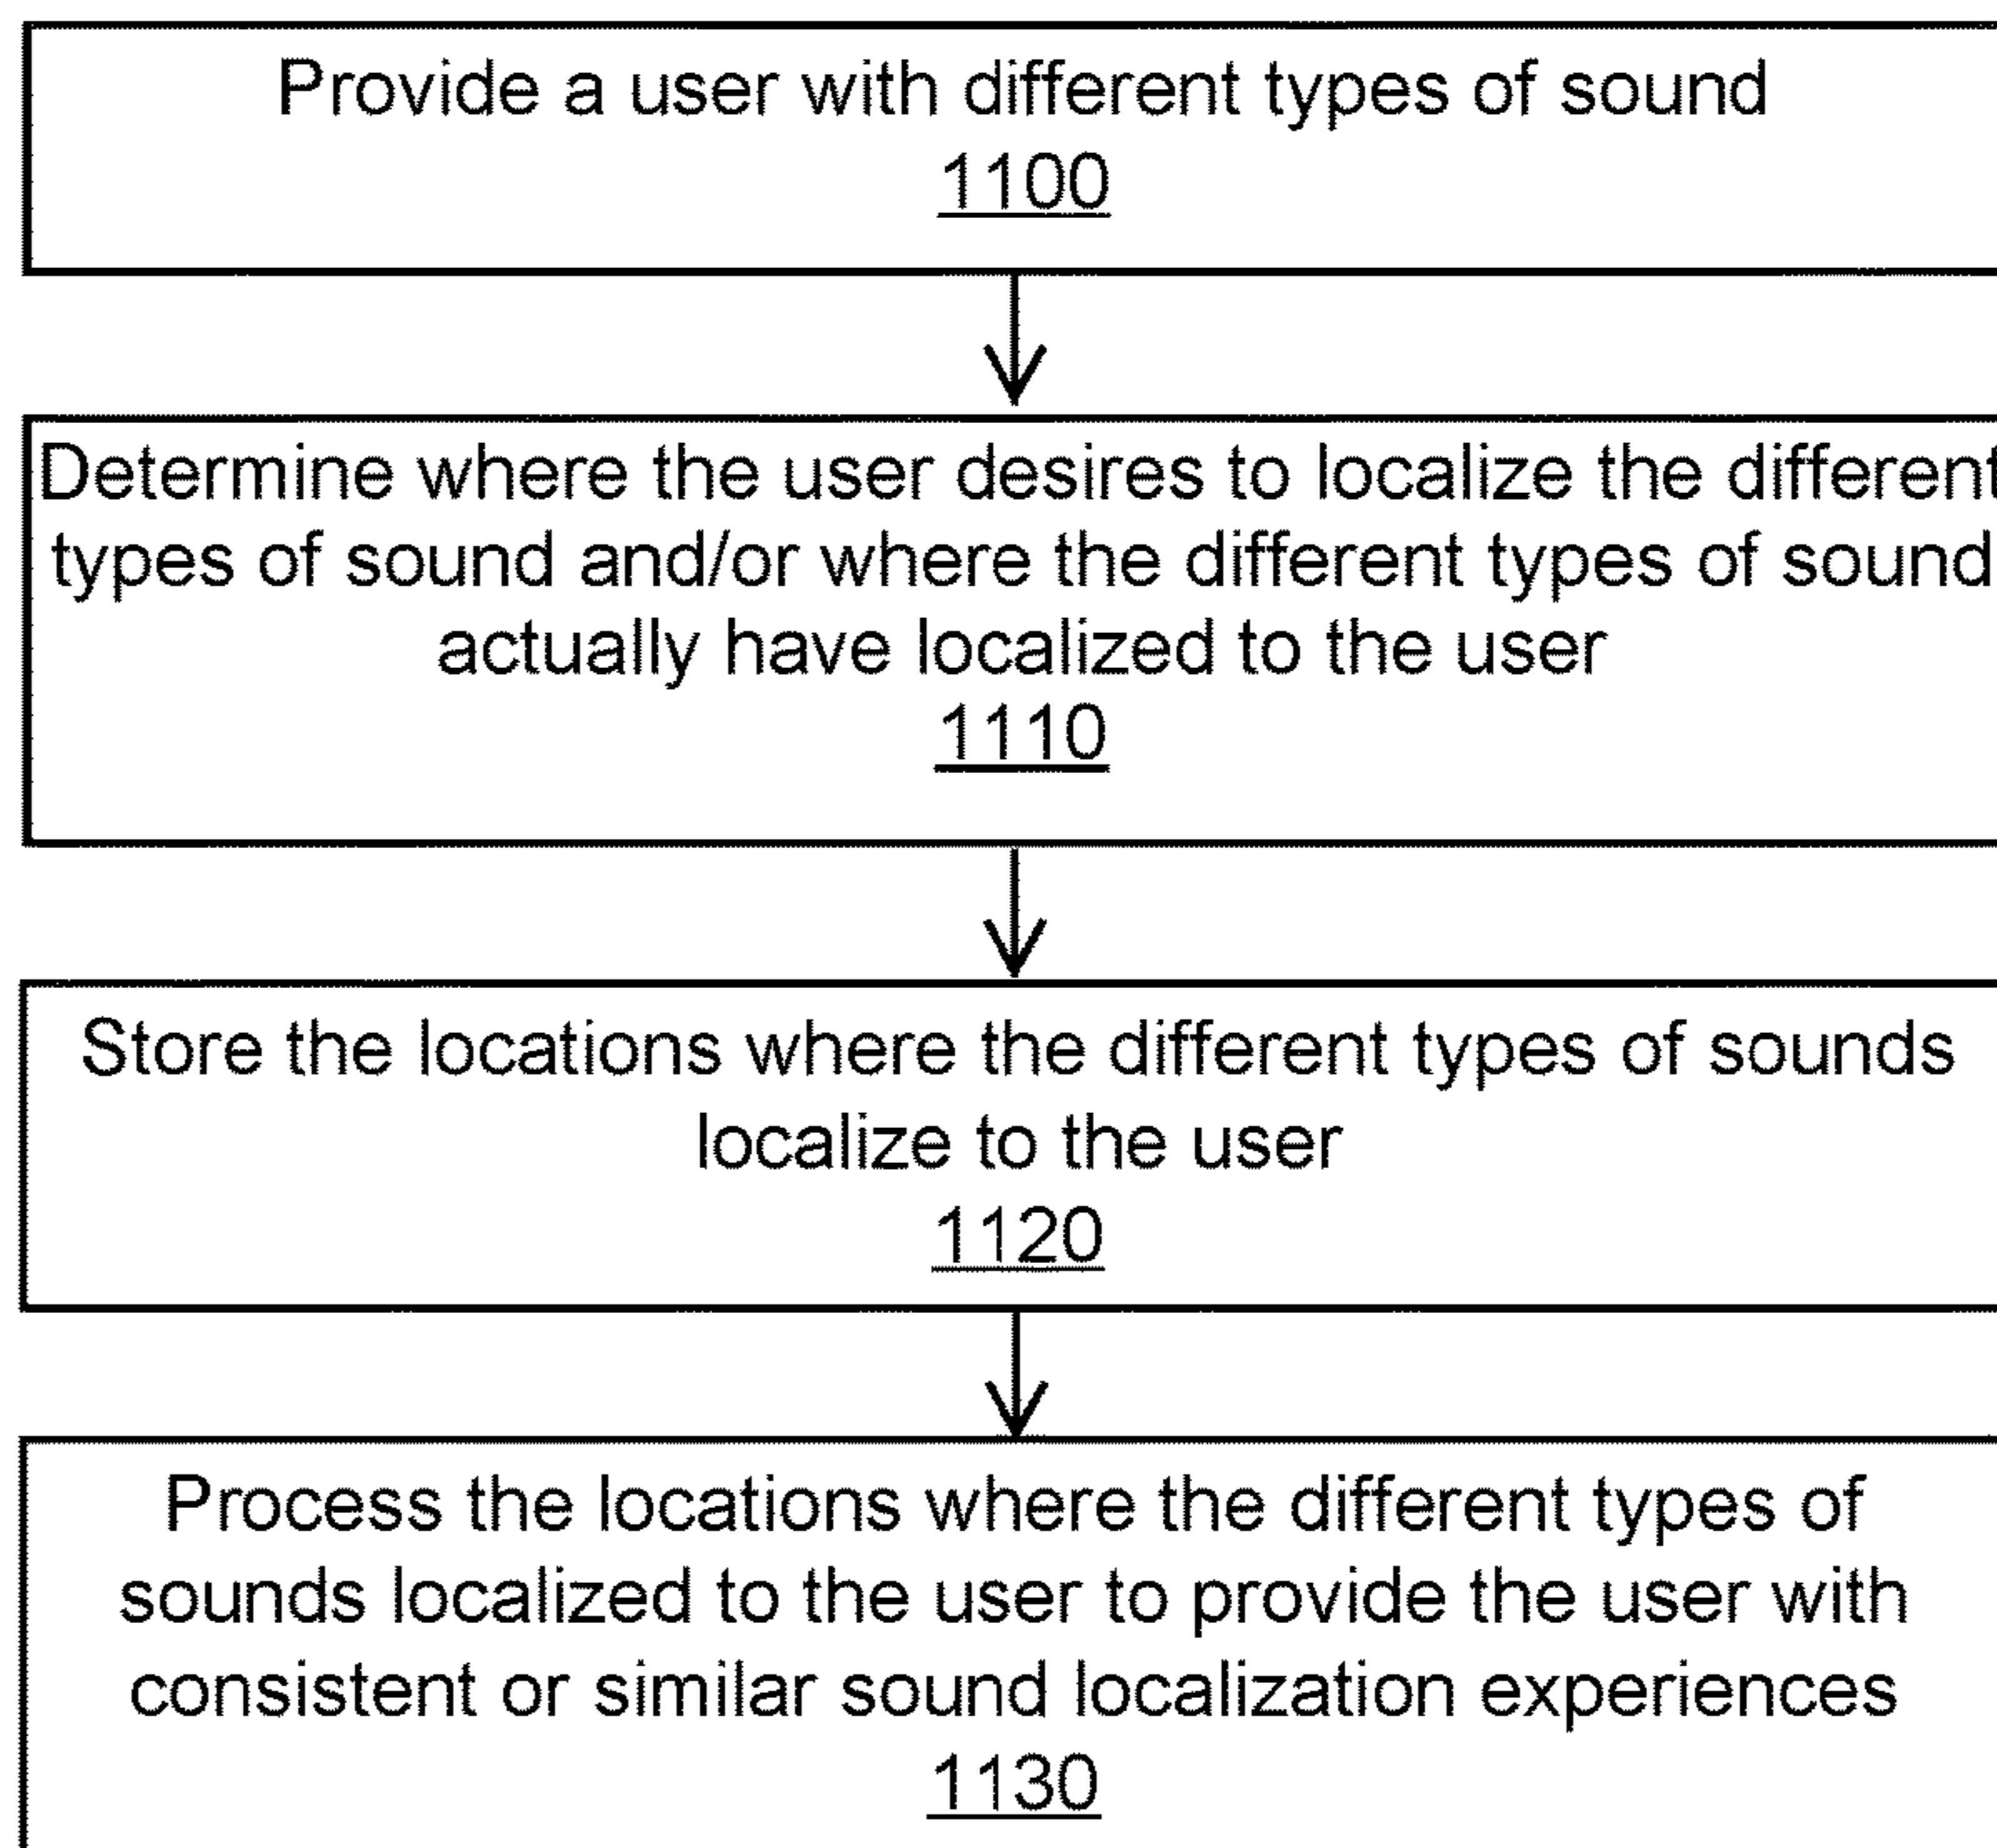 Provide a user with different types of sound
1100
Determine where the user desires to localize the different
types of sound and/or where the different types of sound
actually have localized to the user
1110
Store the locations where the different types of sounds
localize to the user
1120
Process the locations where the different types of
sounds localized to the user to provide the user with
consistent or similar sound localization experiences
1130